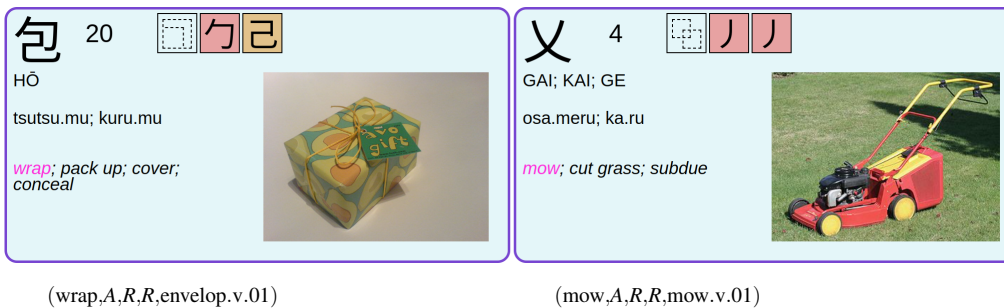 包 20 ⿹ 勹 己
HŌ
tsutsu.mu; kuru.mu
wrap; pack up; cover;
conceal
gift
(wrap,A,R,R,envelop.v.01)
乂 4 ⿻ 丿 丿
GAI; KAI; GE
osa.meru; ka.ru
mow; cut grass; subdue
(mow,A,R,R,mow.v.01)